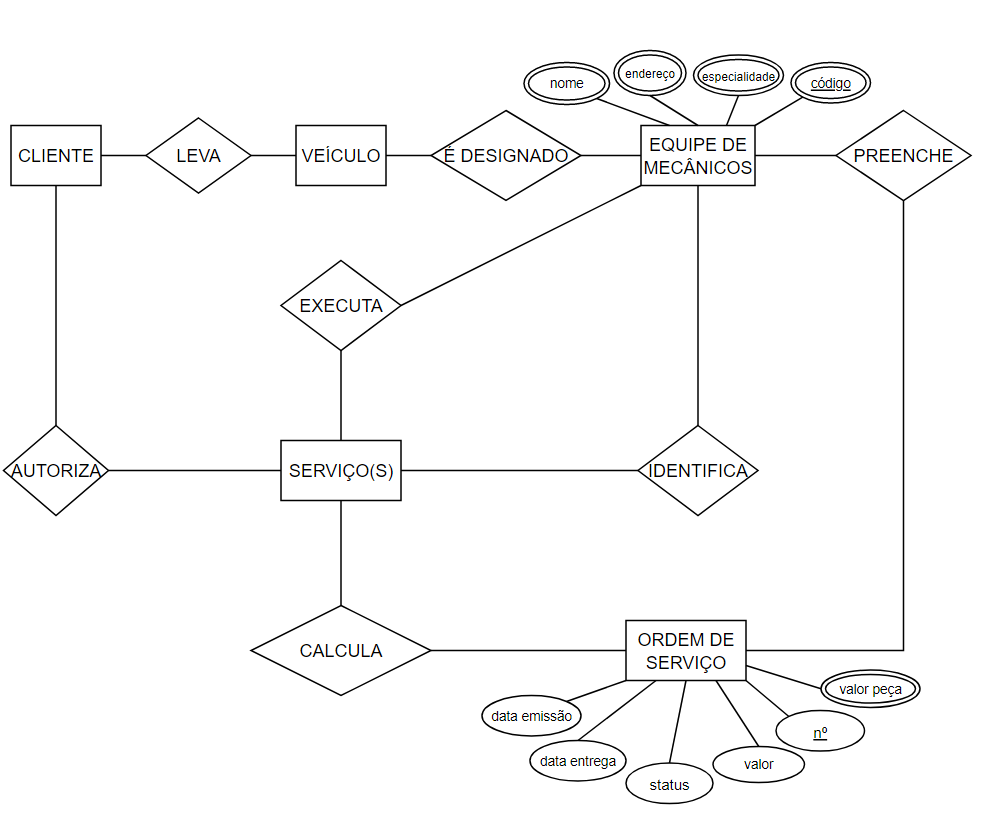 nome
endereço
especialidade
código
CLIENTE
LEVA
VEÍCULO
É DESIGNADO
EQUIPE DE
MECÂNICOS
PREENCHE
EXECUTA
AUTORIZA
SERVIÇO(S)
IDENTIFICA
CALCULA
ORDEM DE
SERVIÇO
valor peça
data emissão
nº
data entrega
valor
status